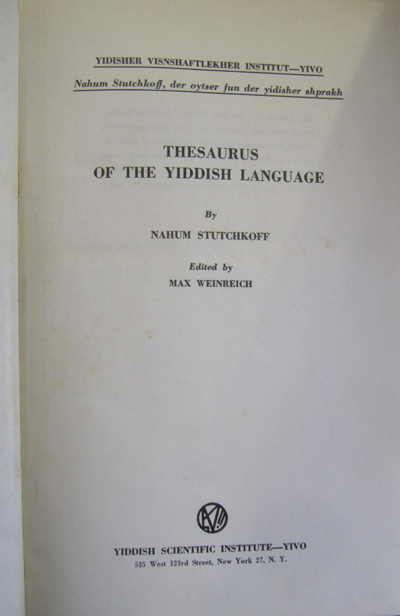 YIDISHER VISNSHAFTLEKHER INSTITUT—YIVO
Nahum Stutchkoff, der oytser fun der yidisher shprakh
THESAURUS
OF THE YIDDISH LANGUAGE
By
NAHUM STUTCHKOFF
Edited by
MAX WEINREICH
YIDDISH SCIENTIFIC INSTITUTE—YIVO
535 West 123rd Street, New York 27, N. Y.